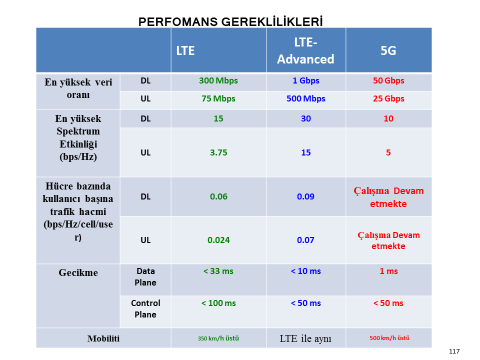 PERFOMANS GEREKLİLİKLERİ
LTE LTE-Advanced 5G
En yüksek veri oranı DL 300 Mbps 1 Gbps 50 Gbps
UL 75 Mbps 500 Mbps 25 Gbps
En yüksek Spektrum Etkinliği (bps/Hz) DL 15 30 10
UL 3.75 15 5
Hücre bazında kullanıcı başına trafik hacmi (bps/Hz/cell/user) DL 0.06 0.09 Çalışma Devam etmekte
UL 0.024 0.07 Çalışma Devam etmekte
Gecikme Data Plane < 33 ms < 10 ms 1 ms
Control Plane < 100 ms < 50 ms < 50 ms
Mobiliti 350 km/h üstü LTE ile aynı 500 km/h üstü
117